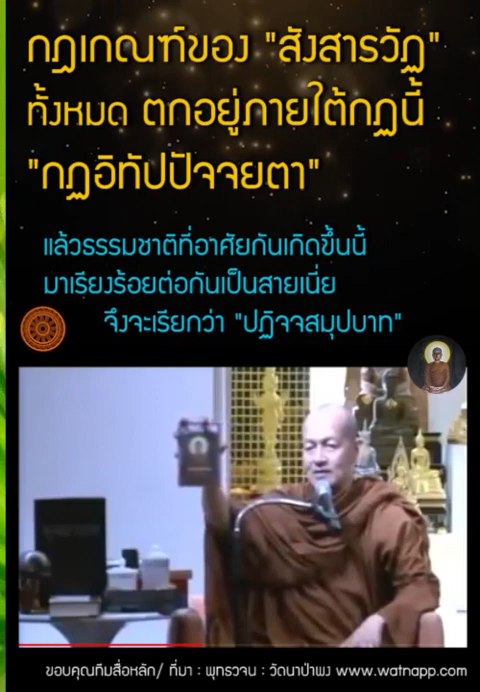 กฎเกณฑ์ของ "สังสารวัฏ"
ทั้งหมด ตกอยู่ภายใต้กฎนี้
"กฎอิทัปปัจจยตา"
แล้วธรรมชาติที่อาศัยกันเกิดขึ้นนี้
มาเรียงร้อยต่อกันเป็นสายเนี่ย
จึงจะเรียกว่า "ปฏิจจสมุปบาท"
ขอบคุณทีมสื่อหลัก/ ที่มา : พุทธวจน : วัดนาป่าพง www.watnapp.com